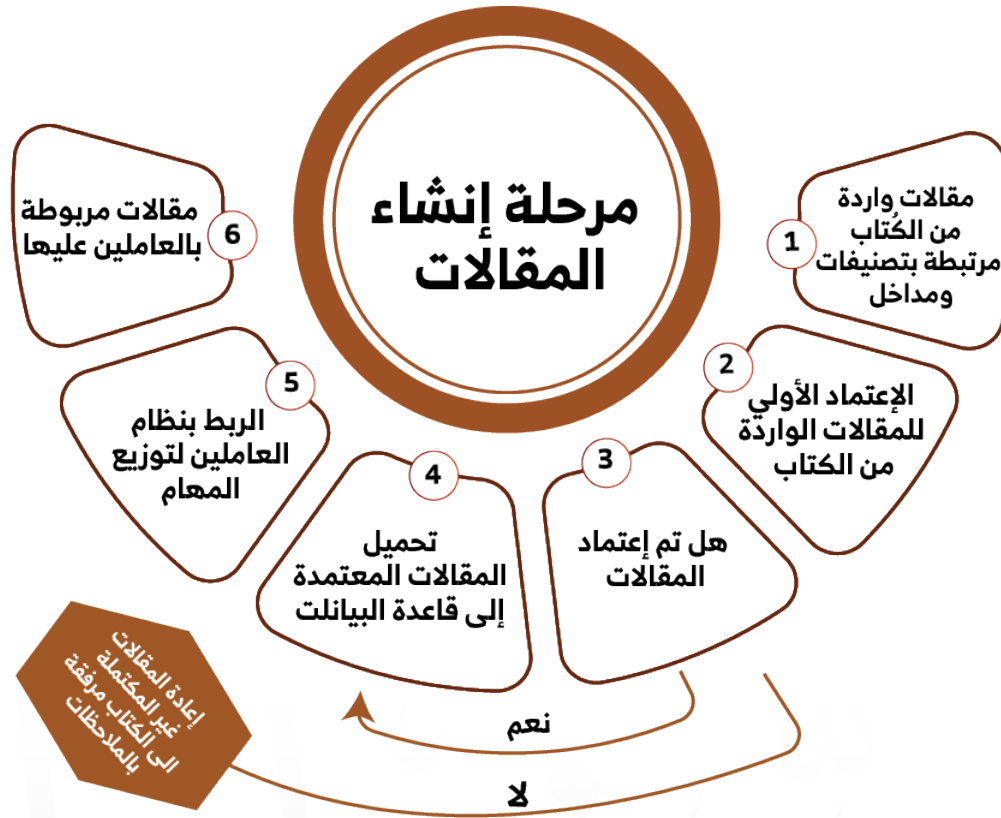 مرحلة إنشاء
المقالات
1
مقالات واردة
من الكُتاب
مرتبطة بتصنيفات
ومداخل
2
الإعتماد الأولي
للمقالات الواردة
من الكتاب
3
هل تم إعتماد
المقالات
4
تحميل
المقالات المعتمدة
إلى قاعدة البيانلت
5
الربط بنظام
العاملين لتوزيع
المهام
6
مقالات مربوطة
بالعاملين عليها
نعم
لا
إعادة المقالات
غير المكتملة
الى الكتاب مرفقة
بالملاحظات